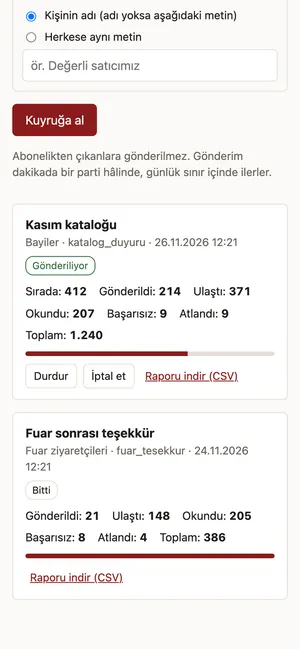 Kişinin adı (adı yoksa aşağıdaki metin)
Herkese aynı metin
ör. Değerli satıcımız
Kuyruğa al
Abonelikten çıkanlara gönderilmez. Gönderim
dakikada bir parti hâlinde, günlük sınır içinde ilerler.
Kasım kataloğu
Bayiler · katalog_duyuru · 26.11.2026 12:21
Gönderiliyor
Sırada: 412 Gönderildi: 214 Ulaştı: 371
Okundu: 207 Başarısız: 9 Atlandı: 9
Toplam: 1.240
Durdur İptal et Raporu indir (CSV)
Fuar sonrası teşekkür
Fuar ziyaretçileri · fuar_tesekkur · 24.11.2026
12:21
Bitti
Gönderildi: 21 Ulaştı: 148 Okundu: 205
Başarısız: 8 Atlandı: 4 Toplam: 386
Raporu indir (CSV)